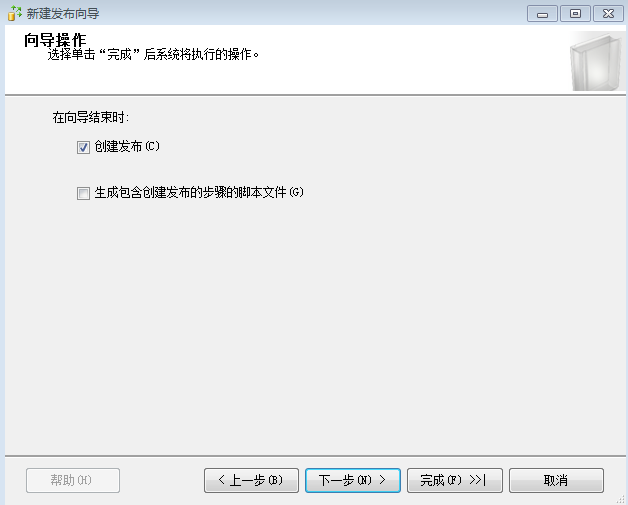 新建发布向导
向导操作
选择单击“完成”后系统将执行的操作。
在向导结束时:
创建发布(C)
生成包含创建发布的步骤的脚本文件(G)
帮助(H)
< 上一步(B)
下一步(N) >
完成(F) >>|
取消